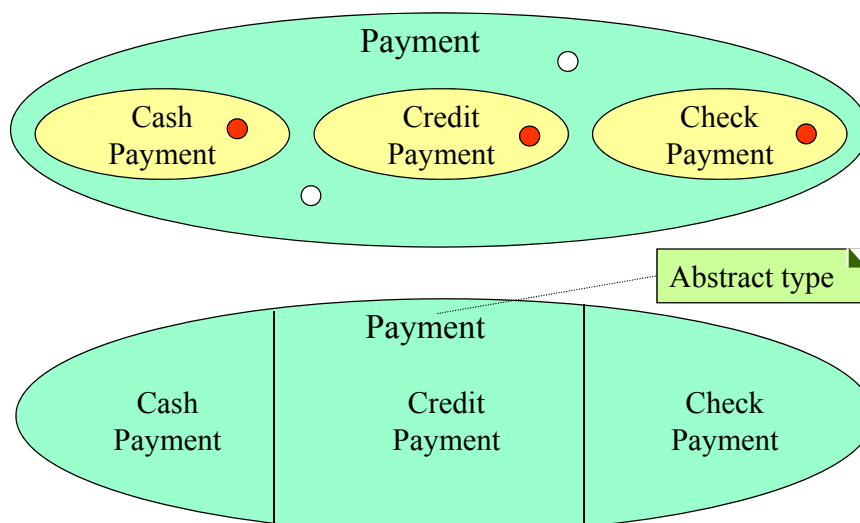 Payment
Cash
Payment
Credit
Payment
Check
Payment
Abstract type
Payment
Cash
Payment
Credit
Payment
Check
Payment